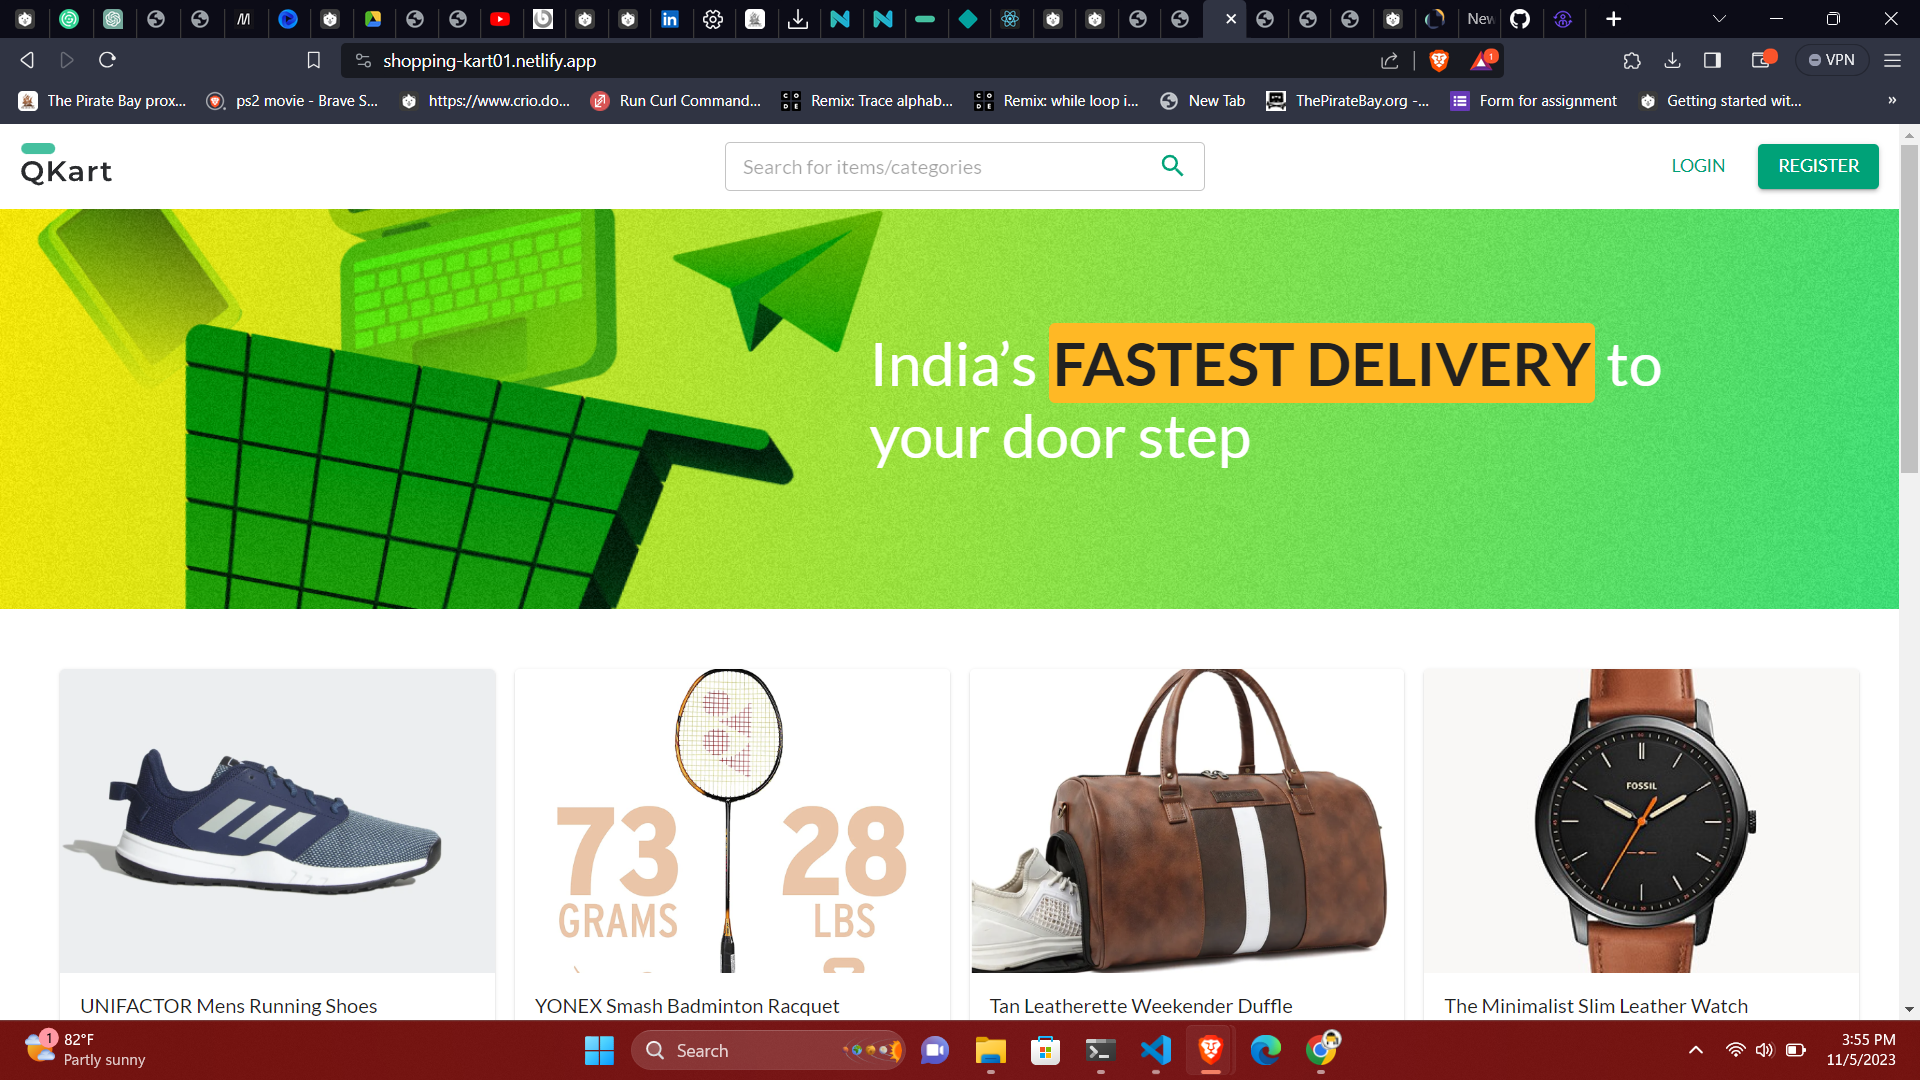 New
shopping-kart01.netlify.app
1
VPN
The Pirate Bay prox...
ps2 movie - Brave S...
https://www.crio.do...
Run Curl Command...
CODE
Remix: Trace alphab...
CODE
Remix: while loop i...
New Tab
ThePirateBay.org -...
Form for assignment
Getting started wit...
»
QKart
Search for items/categories
LOGIN
REGISTER
India’s FASTEST DELIVERY to
your door step
73
GRAMS
28
LBS
FOSSIL
UNIFACTOR Mens Running Shoes
YONEX Smash Badminton Racquet
Tan Leatherette Weekender Duffle
The Minimalist Slim Leather Watch
1
82°F
Partly sunny
Search
3:55 PM
11/5/2023